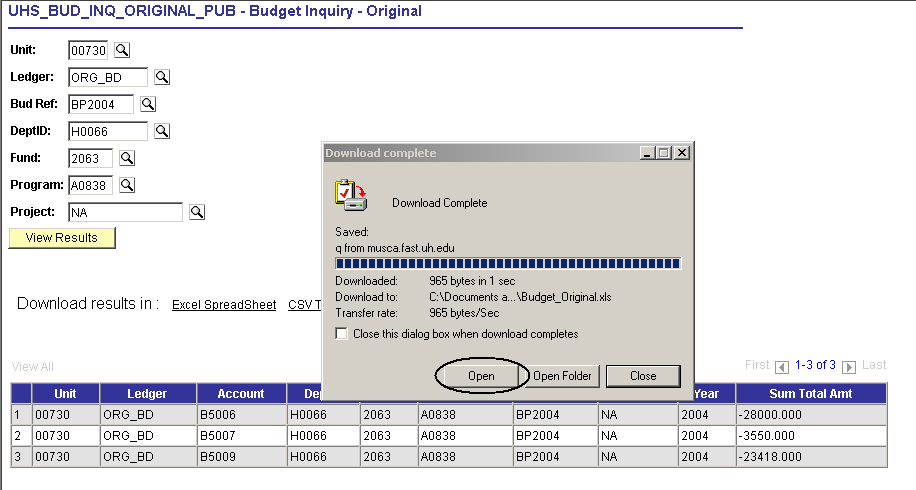 UHS_BUD_INQ_ORIGINAL_PUB - Budget Inquiry - Original
Unit: 00730
Ledger: ORG_BD
Bud Ref: BP2004
DeptID: H0066
Fund: 2063
Program: A0838
Project: NA
View Results
Download complete
Download Complete
Saved:
q from musca.fast.uh.edu
Downloaded: 965 bytes in 1 sec
Download to: C:\Documents a...\Budget_Original.xls
Transfer rate: 965 bytes/Sec
Close this dialog box when download completes
Open Open Folder Close
Download results in : Excel SpreadSheet CSV T
View All First 1-3 of 3 Last
Unit Ledger Account De Year Sum Total Amt
1 00730 ORG_BD B5006 H0066 2063 A0838 BP2004 NA 2004 -28000.000
2 00730 ORG_BD B5007 H0066 2063 A0838 BP2004 NA 2004 -3550.000
3 00730 ORG_BD B5009 H0066 2063 A0838 BP2004 NA 2004 -23418.000